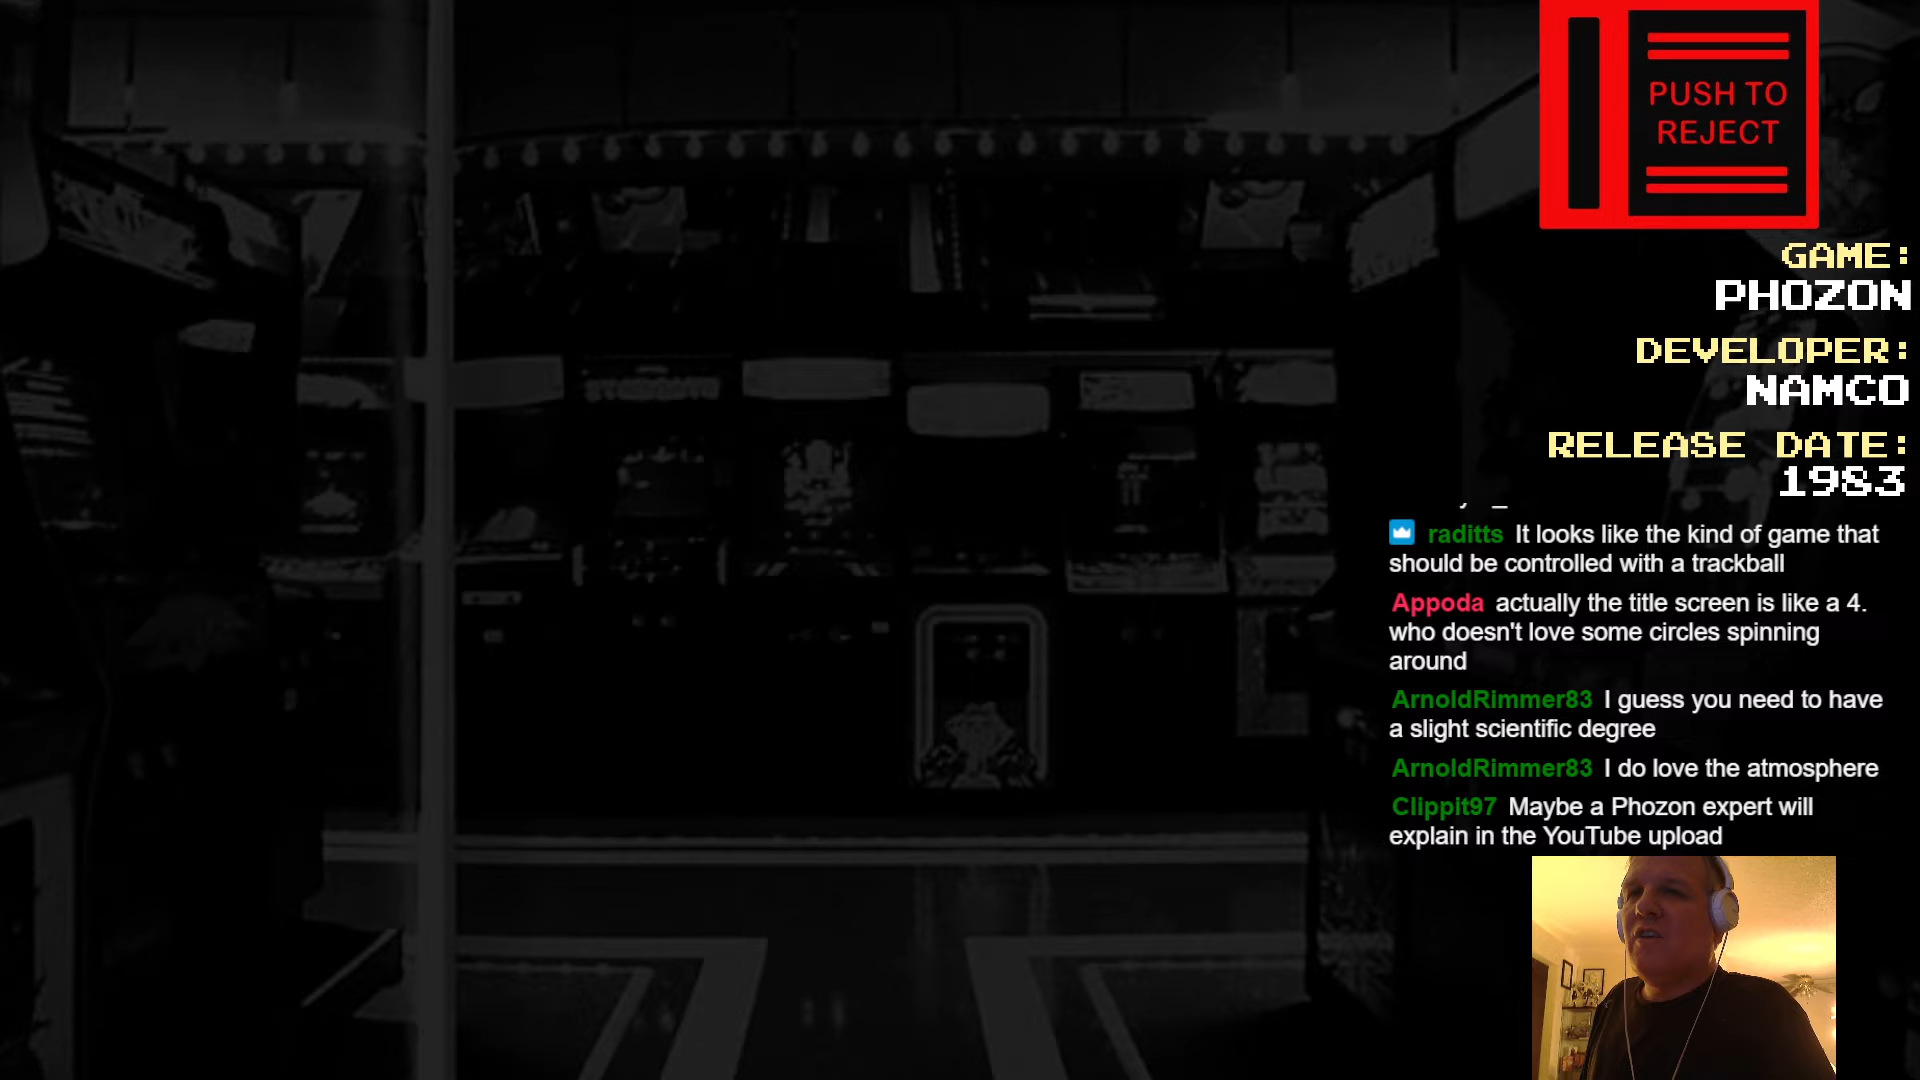 PUSH TO
REJECT
GAME:
PHOZON
DEVELOPER:
NAMCO
RELEASE DATE:
1983
raditts It looks like the kind of game that
should be controlled with a trackball
Appoda actually the title screen is like a 4.
who doesn't love some circles spinning
around
ArnoldRimmer83 I guess you need to have
a slight scientific degree
ArnoldRimmer83 I do love the atmosphere
Clippit97 Maybe a Phozon expert will
explain in the YouTube upload